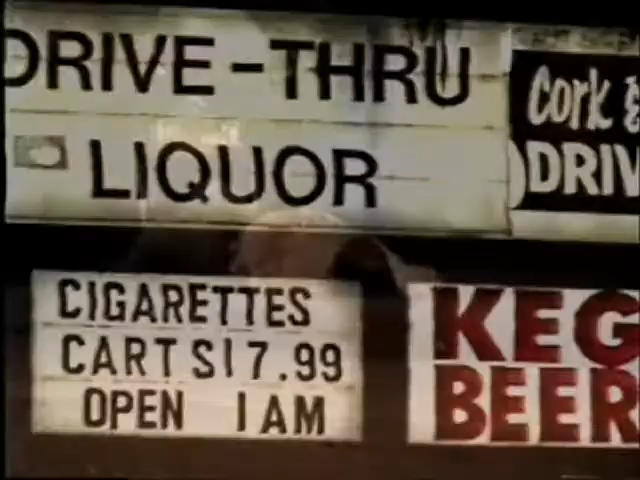 DRIVE-THRU
LIQUOR
Cork &
DRIV
CIGARETTES
CARTS17.99
OPEN 1AM
KEG
BEER